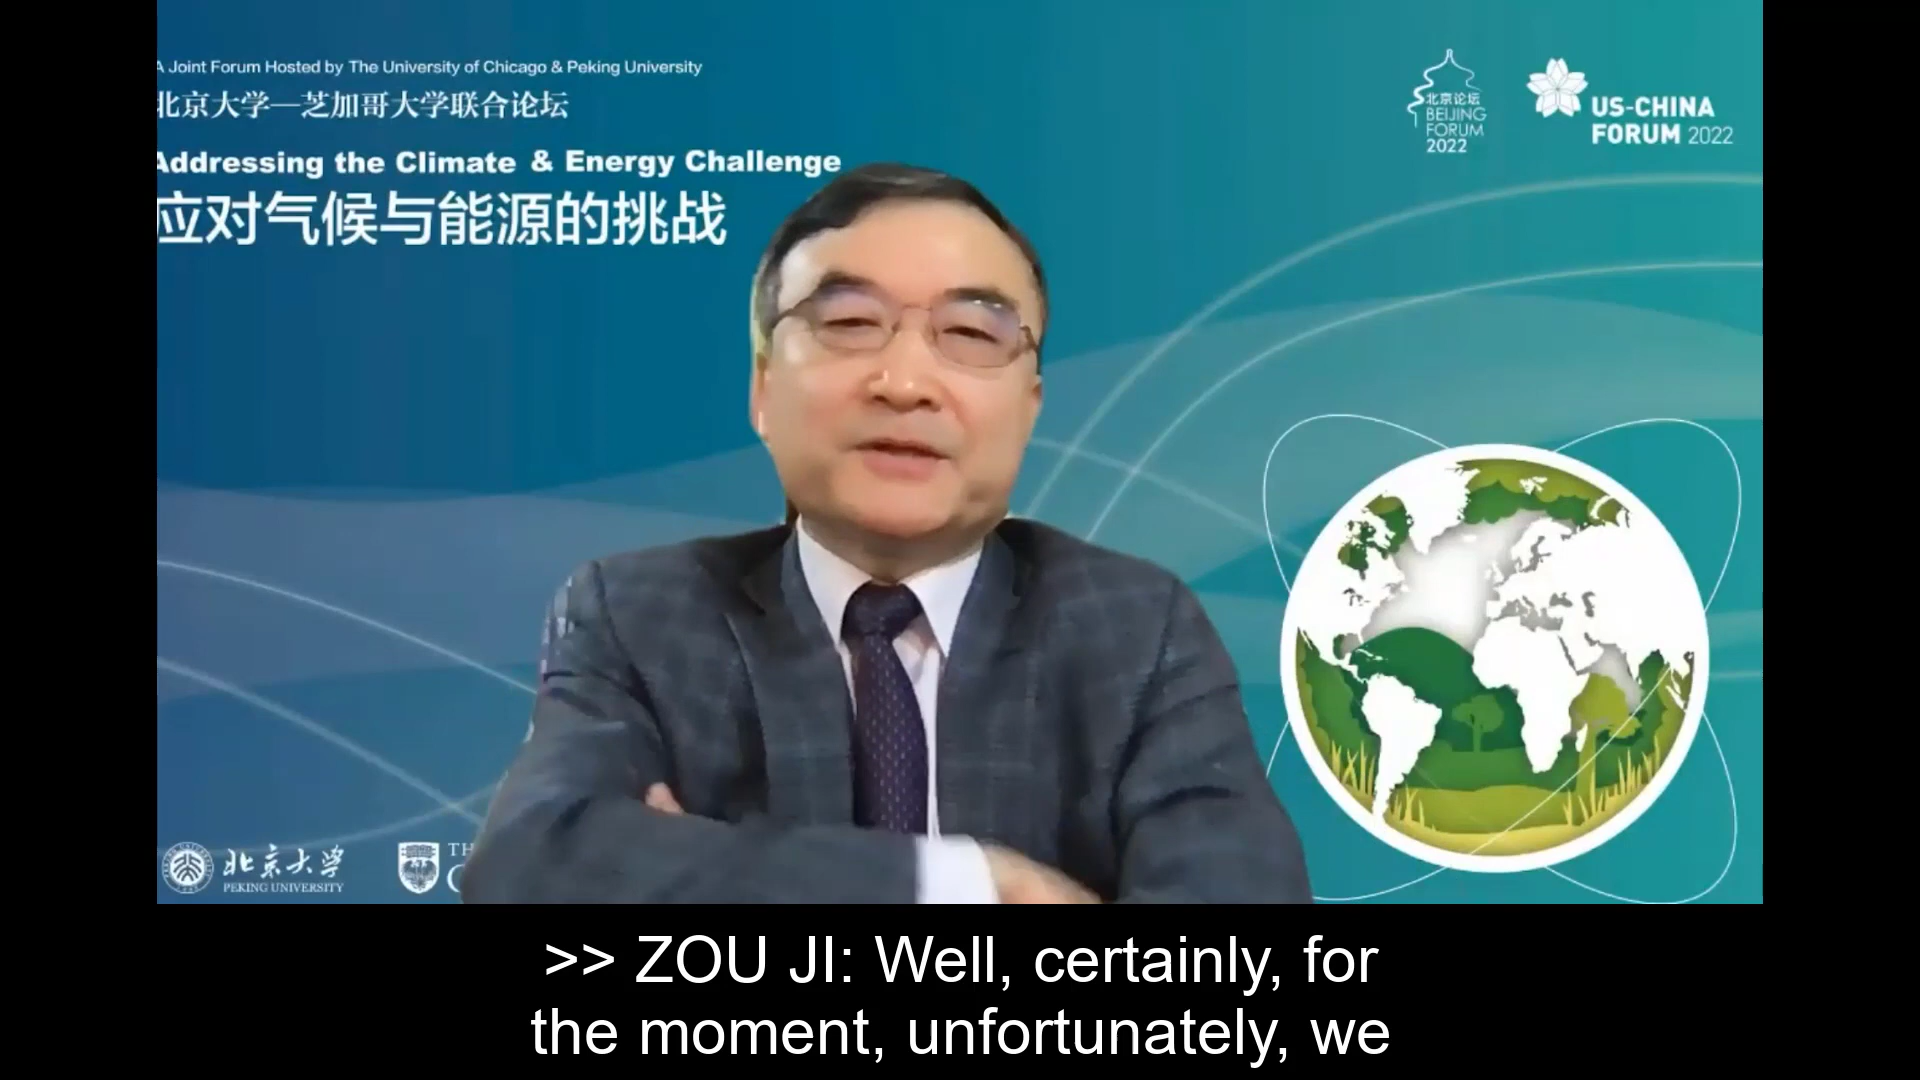 A Joint Forum Hosted by The University of Chicago & Peking University
北京大学—芝加哥大学联合论坛
Addressing the Climate & Energy Challenge
应对气候与能源的挑战
北京论坛
BEIJING
FORUM
2022
US-CHINA
FORUM 2022
北京大学
PEKING UNIVERSITY
TH
>> ZOU JI: Well, certainly, for
the moment, unfortunately, we